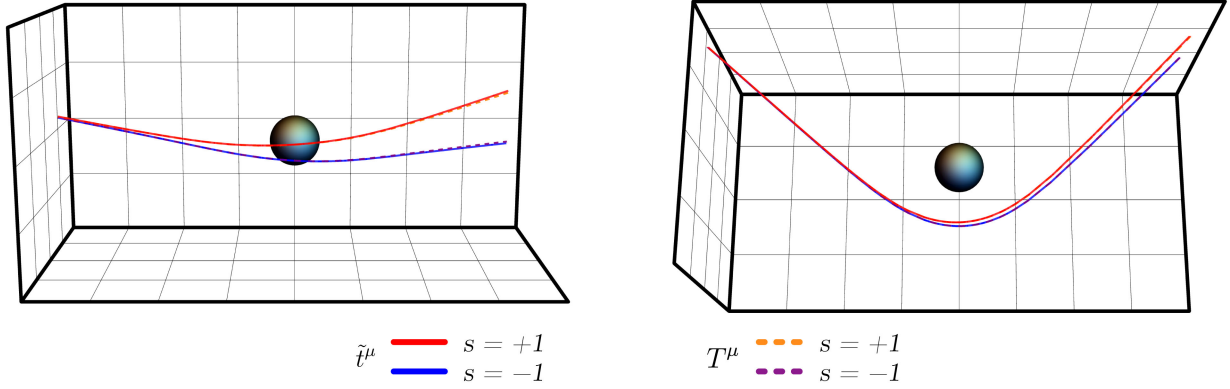 t̃^μ s = +1 T^μ s = +1
s = −1 s = −1